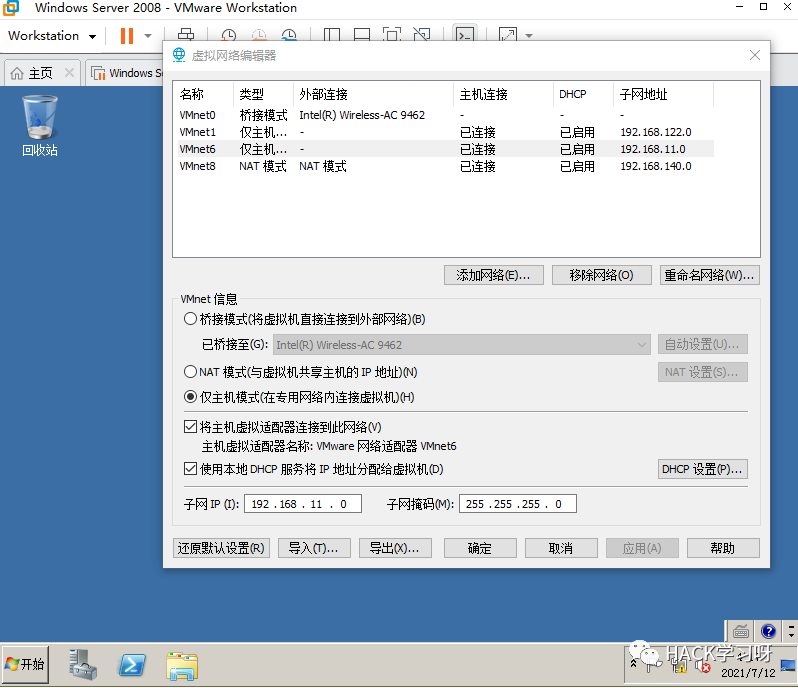 Windows Server 2008 - VMware Workstation
Workstation
主页
Windows S
回收站
虚拟网络编辑器
名称 类型 外部连接 主机连接 DHCP 子网地址
VMnet0 桥接模式 Intel(R) Wireless-AC 9462 - - -
VMnet1 仅主机... - 已连接 已启用 192.168.122.0
VMnet6 仅主机... - 已连接 已启用 192.168.11.0
VMnet8 NAT 模式 NAT 模式 已连接 已启用 192.168.140.0
添加网络(E)... 移除网络(O) 重命名网络(W)...
VMnet 信息
桥接模式(将虚拟机直接连接到外部网络)(B)
已桥接至(G): Intel(R) Wireless-AC 9462 自动设置(U)...
NAT 模式(与虚拟机共享主机的 IP 地址)(N) NAT 设置(S)...
仅主机模式(在专用网络内连接虚拟机)(H)
将主机虚拟适配器连接到此网络(V)
主机虚拟适配器名称: VMware 网络适配器 VMnet6
使用本地 DHCP 服务将 IP 地址分配给虚拟机(D) DHCP 设置(P)...
子网 IP (I): 192 . 168 . 11 . 0 子网掩码(M): 255 . 255 . 255 . 0
还原默认设置(R) 导入(T)... 导出(X)... 确定 取消 应用(A) 帮助
开始
HACK学习呀
2021/7/12